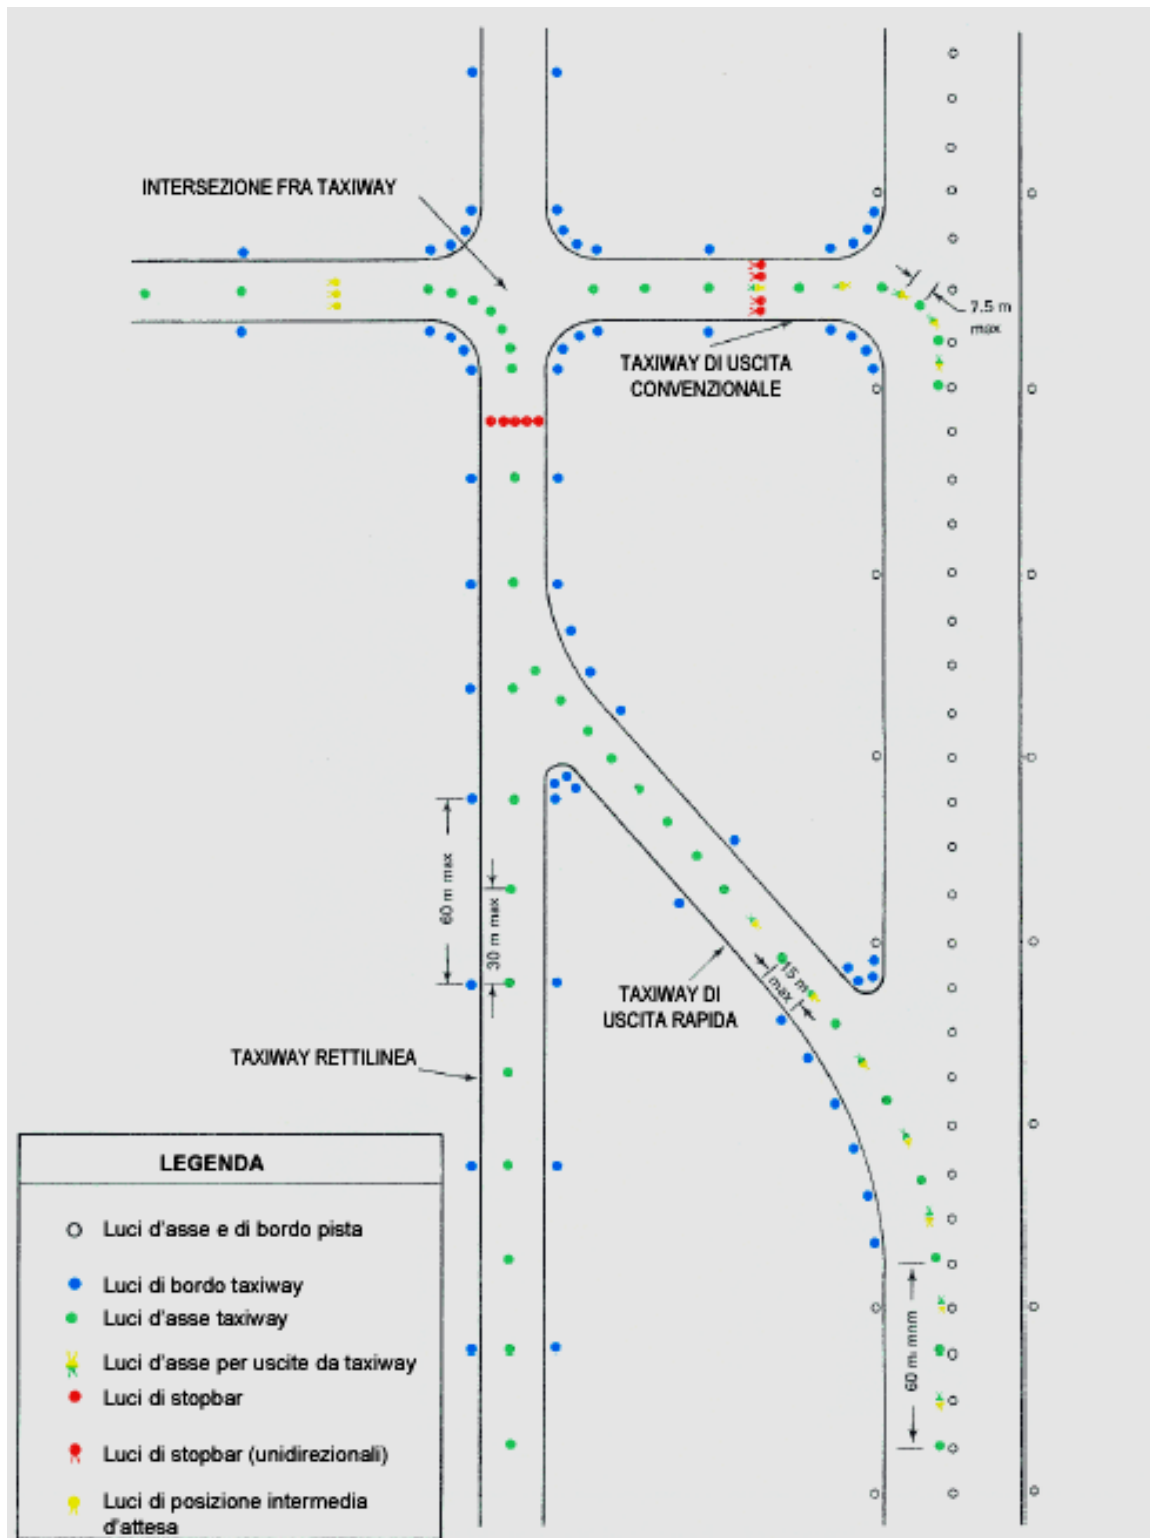 INTERSEZIONE FRA TAXIWAY
7.5 m
max
TAXIWAY DI USCITA
CONVENZIONALE
60 m max
30 m max
15 m
max
TAXIWAY DI
USCITA RAPIDA
TAXIWAY RETTILINEA
60 m mnm
LEGENDA
Luci d'asse e di bordo pista
Luci di bordo taxiway
Luci d'asse taxiway
Luci d'asse per uscite da taxiway
Luci di stopbar
Luci di stopbar (unidirezionali)
Luci di posizione intermedia
d'attesa